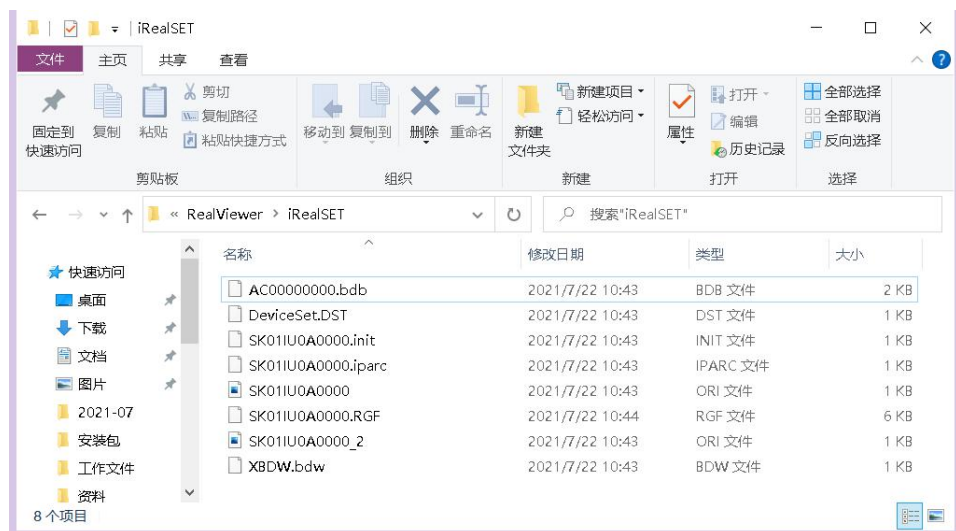 iRealSET
文件 主页 共享 查看
固定到快速访问
复制
粘贴
剪切
复制路径
粘贴快捷方式
剪贴板
移动到 复制到 删除 重命名
组织
新建文件夹
新建项目
轻松访问
新建
属性
打开
编辑
历史记录
打开
全部选择
全部取消
反向选择
选择
« RealViewer > iRealSET
搜索"iRealSET"
快速访问
桌面
下载
文档
图片
2021-07
安装包
工作文件
资料
名称 修改日期 类型 大小
AC00000000.bdb 2021/7/22 10:43 BDB 文件 2 KB
DeviceSet.DST 2021/7/22 10:43 DST 文件 1 KB
SK01IU0A0000.init 2021/7/22 10:43 INIT 文件 1 KB
SK01IU0A0000.iparc 2021/7/22 10:43 IPARC 文件 1 KB
SK01IU0A0000 2021/7/22 10:43 ORI 文件 1 KB
SK01IU0A0000.RGF 2021/7/22 10:44 RGF 文件 6 KB
SK01IU0A0000_2 2021/7/22 10:43 ORI 文件 1 KB
XBDW.bdw 2021/7/22 10:43 BDW 文件 1 KB
8 个项目